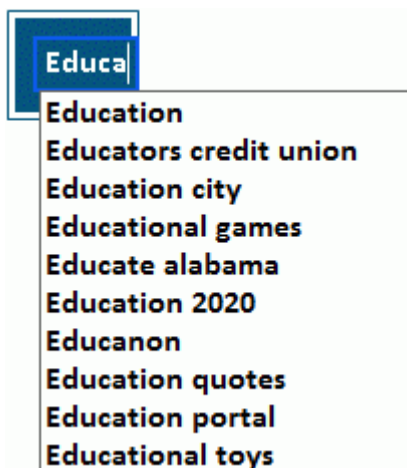 Educa
Education
Educators credit union
Education city
Educational games
Educate alabama
Education 2020
Educanon
Education quotes
Education portal
Educational toys